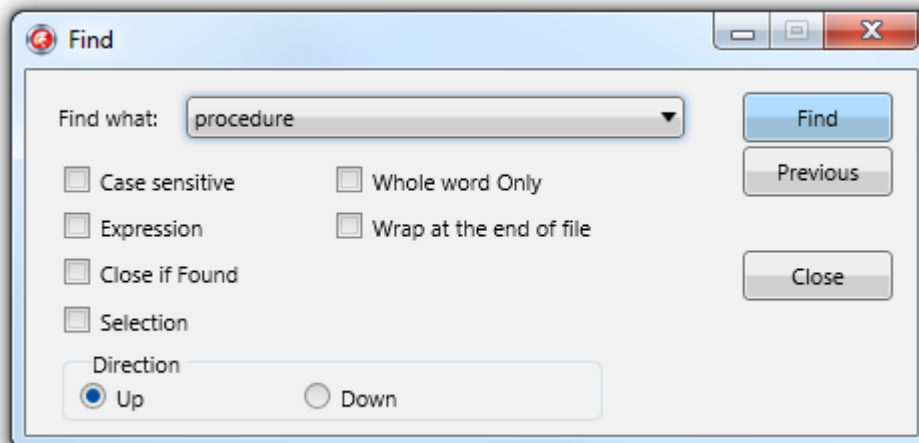 Find
Find what: procedure Find
Case sensitive Whole word Only Previous
Expression Wrap at the end of file
Close if Found Close
Selection
Direction
Up Down